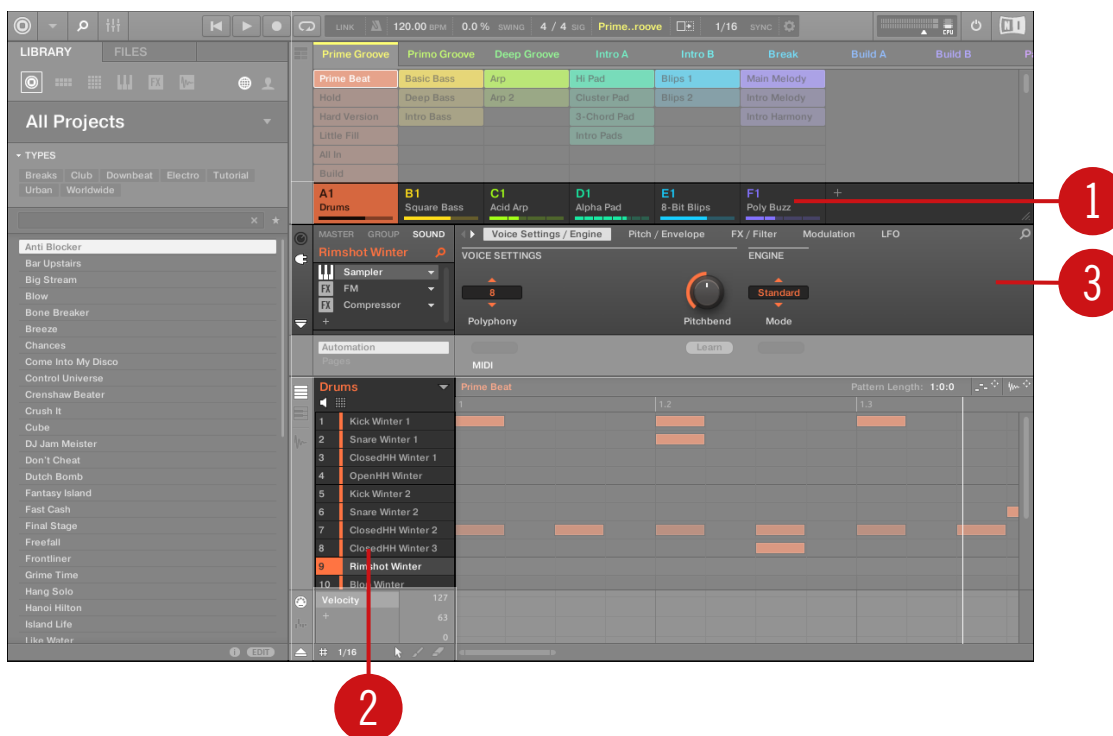 LINK 120.00 BPM 0.0 % SWING 4 / 4 SIG Prime..roove 1/16 SYNC CPU NI
LIBRARY FILES
All Projects
TYPES
Breaks Club Downbeat Electro Tutorial
Urban Worldwide
Anti Blocker
Bar Upstairs
Big Stream
Blow
Bone Breaker
Breeze
Chances
Come Into My Disco
Control Universe
Crenshaw Beater
Crush It
Cube
DJ Jam Meister
Don't Cheat
Dutch Bomb
Fantasy Island
Fast Cash
Final Stage
Freefall
Frontliner
Grime Time
Hang Solo
Hanoi Hilton
Island Life
Like Water
EDIT
Prime Groove Primo Groove Deep Groove Intro A Intro B Break Build A Build B
Prime Beat Basic Bass Arp Hi Pad Blips 1 Main Melody
Hold Deep Bass Arp 2 Cluster Pad Blips 2 Intro Melody
Hard Version Intro Bass 3-Chord Pad Intro Harmony
Little Fill Intro Pads
All In
Build
A1 B1 C1 D1 E1 F1 +
Drums Square Bass Acid Arp Alpha Pad 8-Bit Blips Poly Buzz
1
MASTER GROUP SOUND Voice Settings / Engine Pitch / Envelope FX / Filter Modulation LFO
Rimshot Winter VOICE SETTINGS ENGINE
Sampler
FX FM 8 Standard
FX Compressor
+ Polyphony Pitchbend Mode
3
Automation Learn
Pages MIDI
Drums Prime Beat Pattern Length: 1:0:0
1 1.2 1.3
1 Kick Winter 1
2 Snare Winter 1
3 ClosedHH Winter 1
4 OpenHH Winter
5 Kick Winter 2
6 Snare Winter 2
7 ClosedHH Winter 2
8 ClosedHH Winter 3
9 Rimshot Winter
10 Blop Winter
Velocity 127
+ 63
0
1/16
2